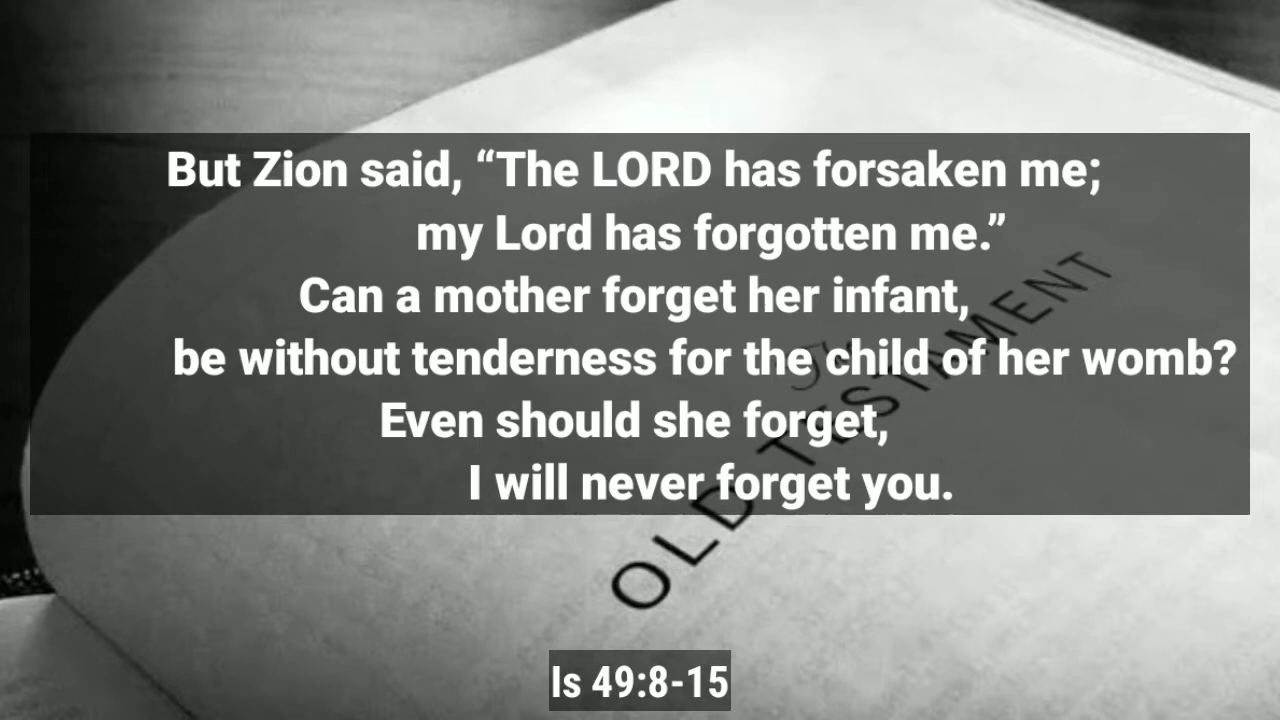 But Zion said, “The LORD has forsaken me;
my Lord has forgotten me.”
Can a mother forget her infant,
be without tenderness for the child of her womb?
Even should she forget,
I will never forget you.
The
OLD TESTAMENT
Is 49:8-15